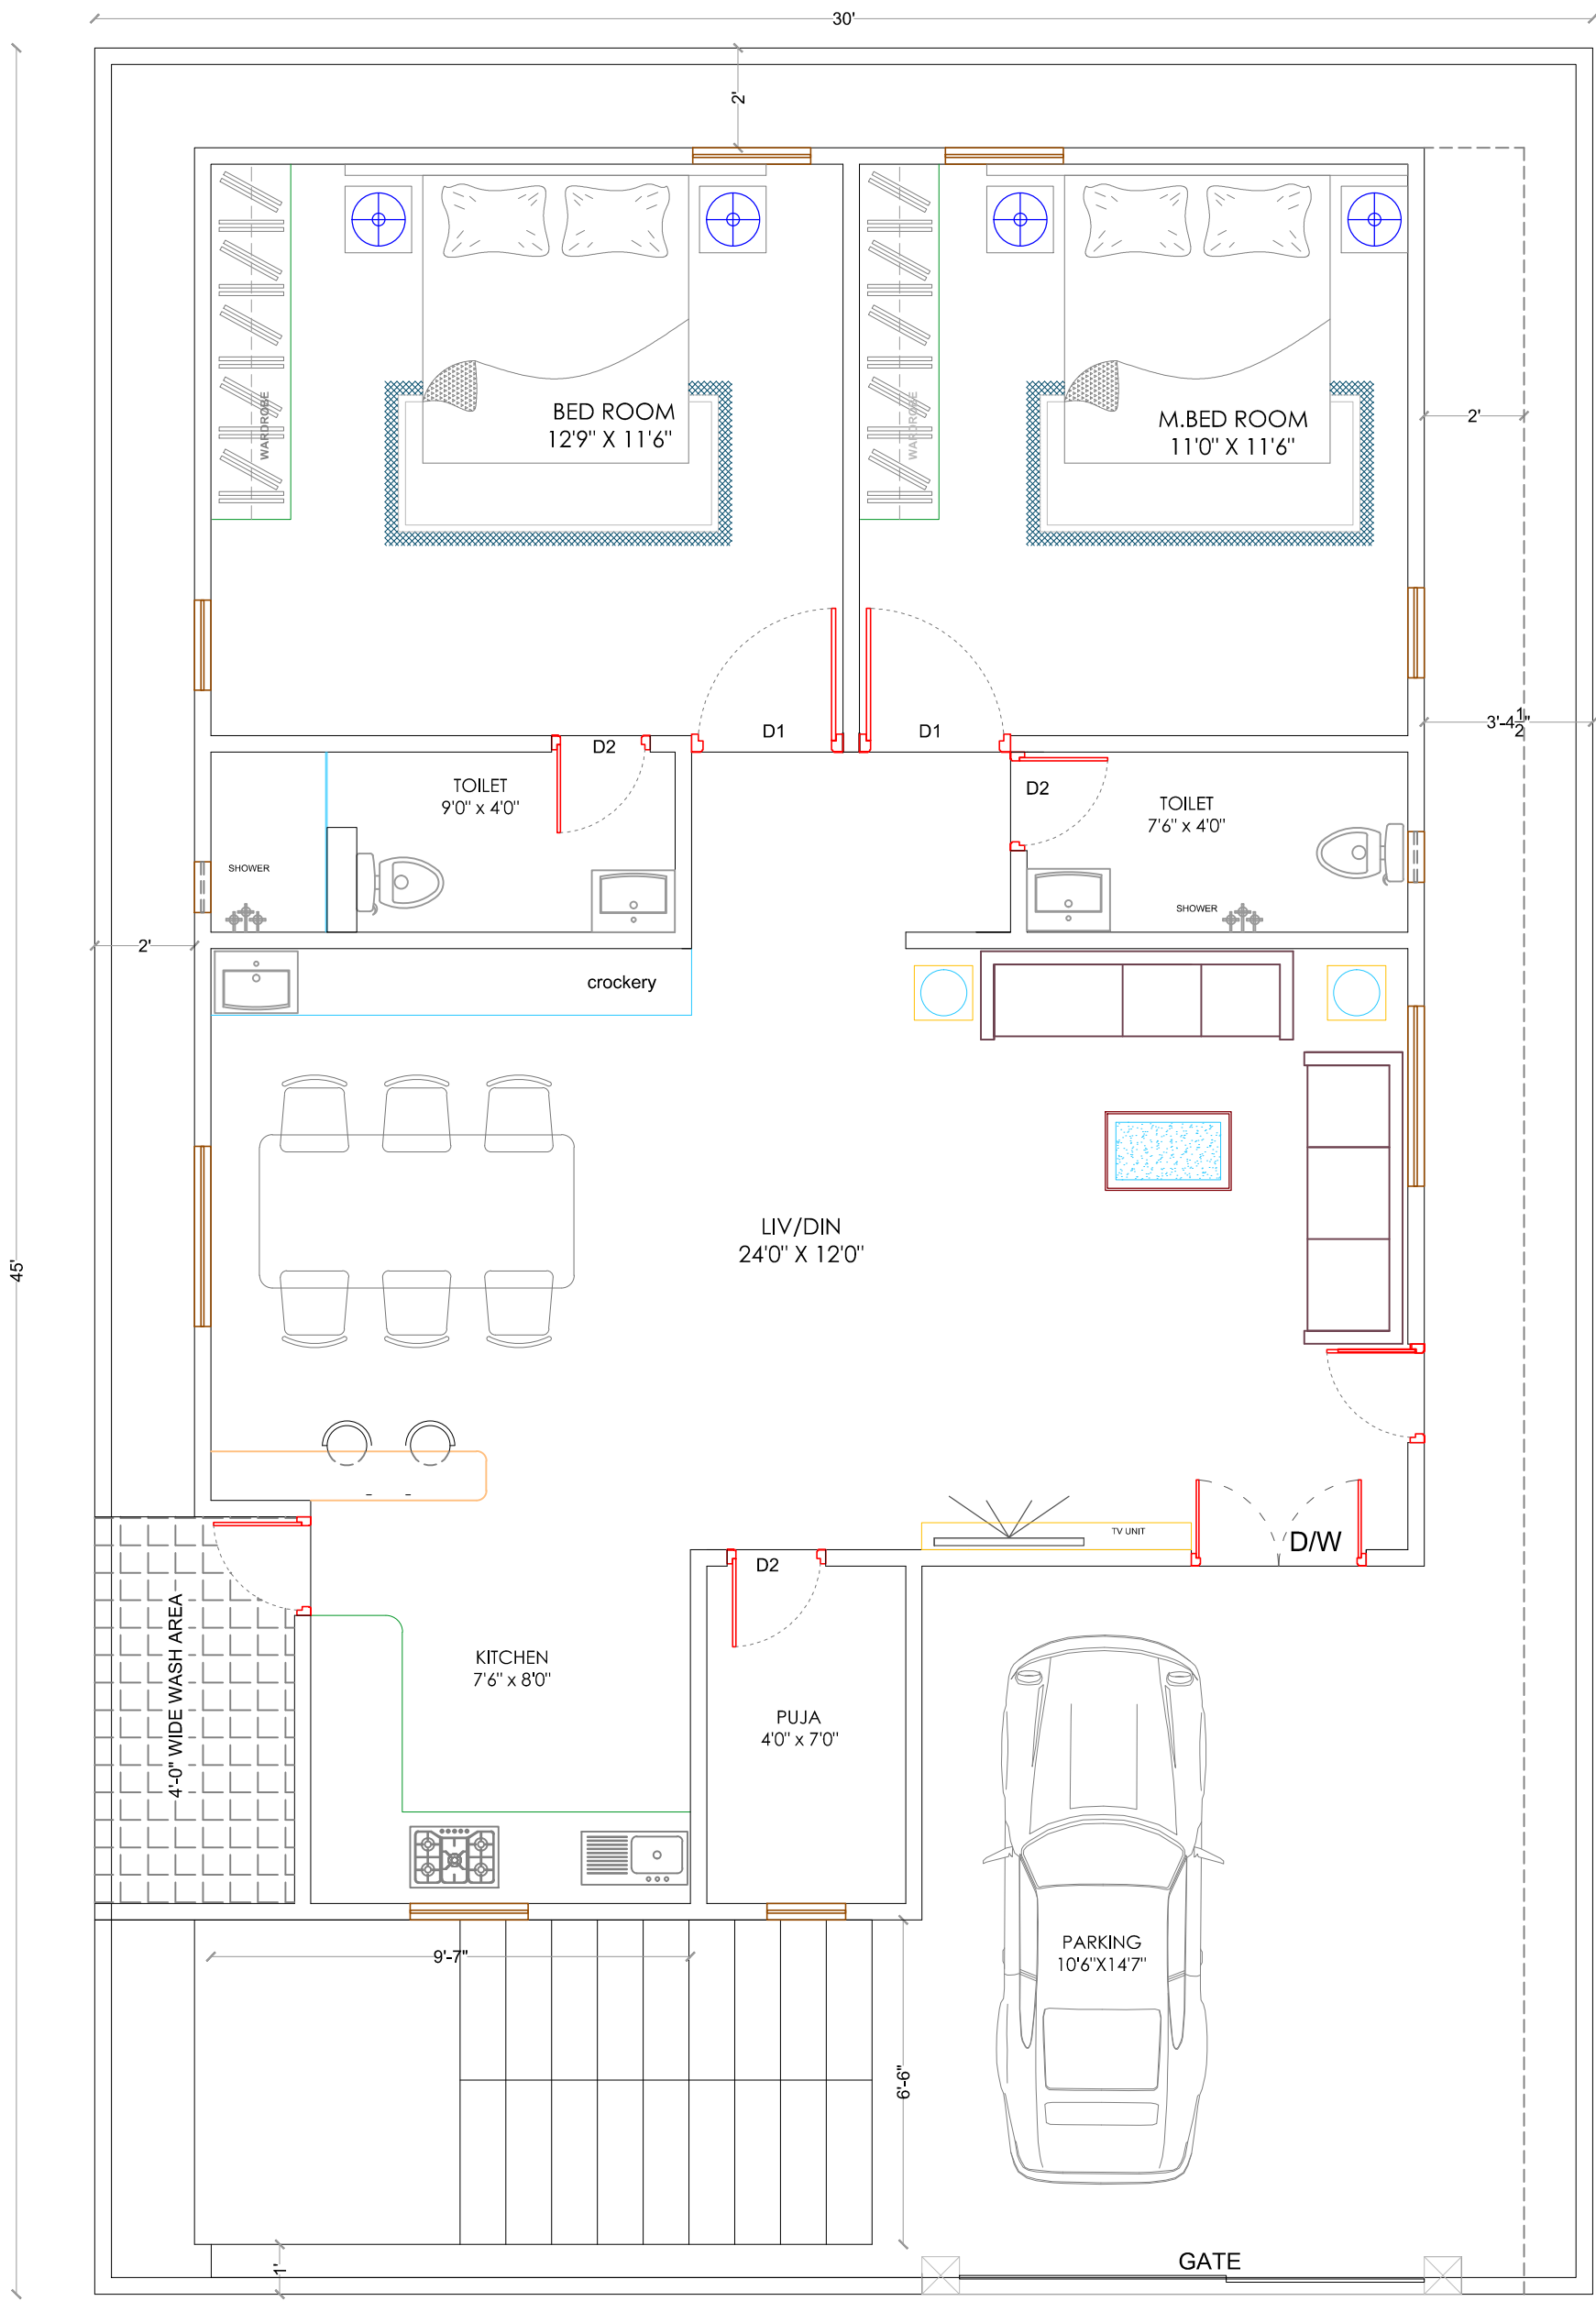 30'
2'
WARDROBE
WARDROBE
BED ROOM
12'9" X 11'6"
M.BED ROOM
11'0" X 11'6"
2'
3'-4½"
D1
D1
D2
TOILET
9'0" x 4'0"
D2
TOILET
7'6" x 4'0"
SHOWER
SHOWER
2'
crockery
LIV/DIN
24'0" X 12'0"
45'
TV UNIT
D/W
D2
4'-0" WIDE WASH AREA
KITCHEN
7'6" x 8'0"
PUJA
4'0" x 7'0"
9'-7"
PARKING
10'6"X14'7"
6'-6"
1'
GATE